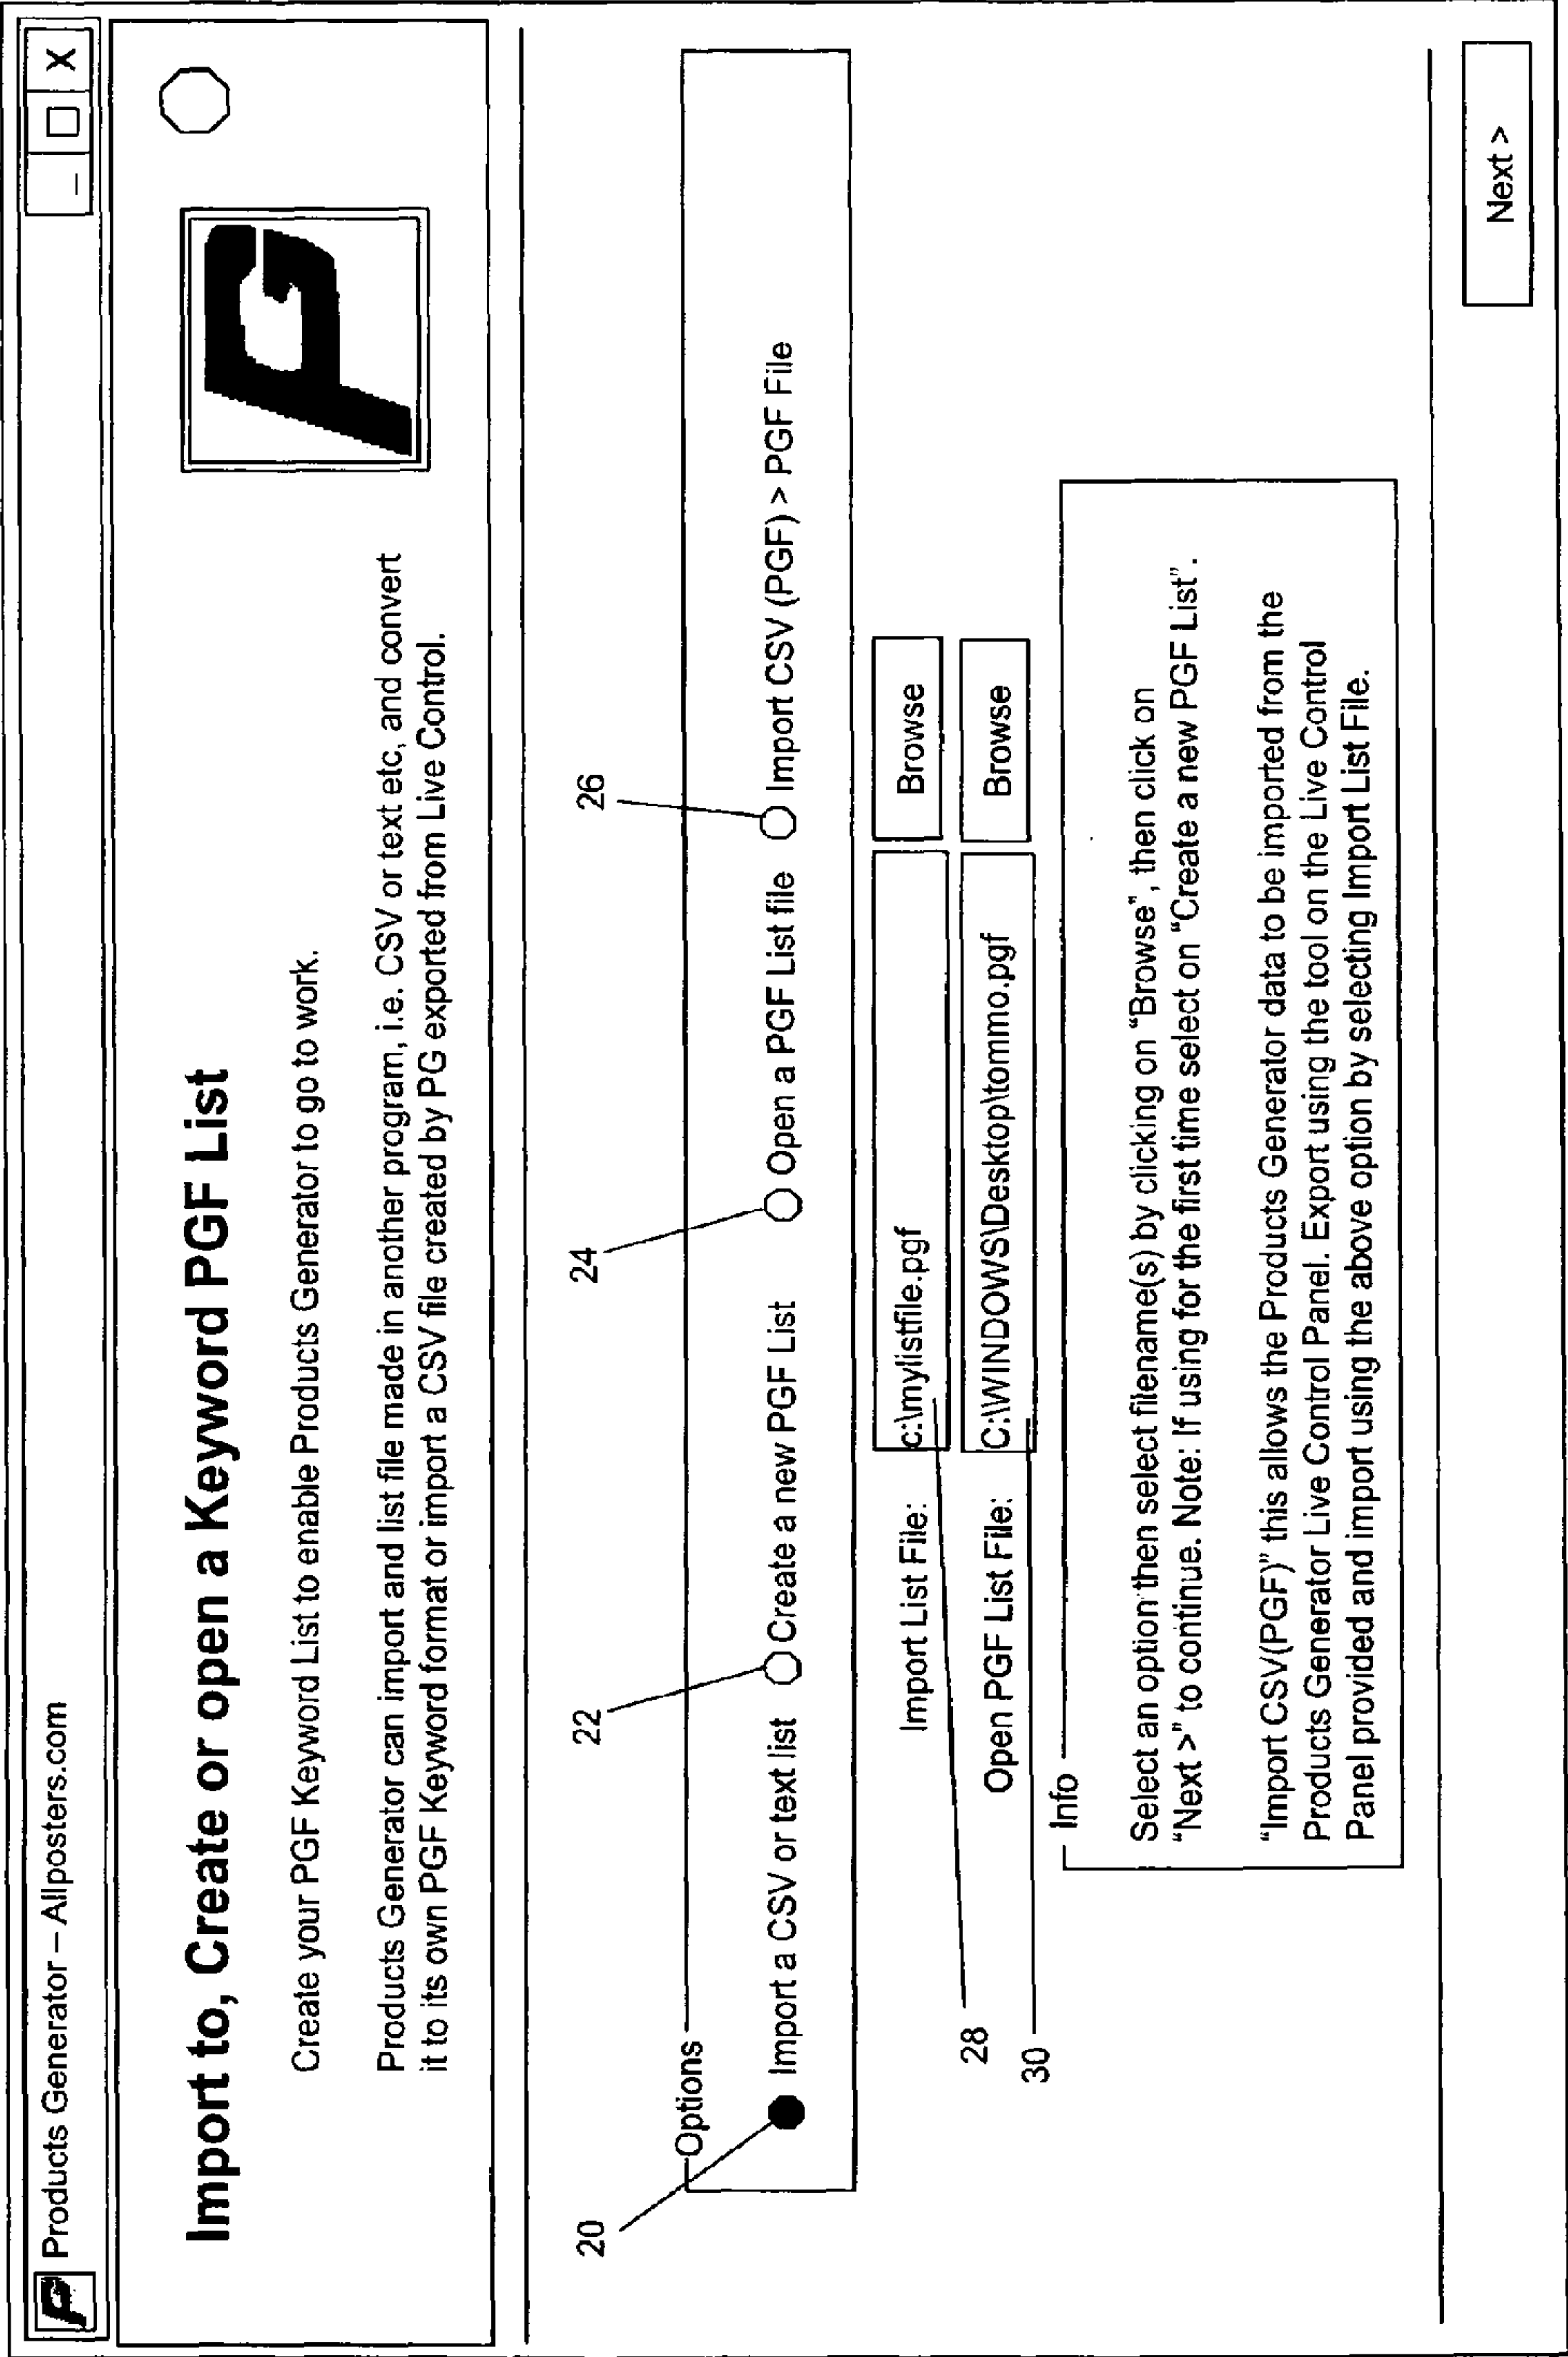 Products Generator – Allposters.com
_ □ X
Import to, Create or open a Keyword PGF List
PG
Create your PGF Keyword List to enable Products Generator to go to work.
Products Generator can import and list file made in another program, i.e. CSV or text etc, and convert
it to its own PGF Keyword format or import a CSV file created by PG exported from Live Control.
20
22
24
26
Options
Import a CSV or text list
Create a new PGF List
Open a PGF List file
Import CSV (PGF) > PGF File
Import List File:
c:\mylistfile.pgf
Browse
28
Open PGF List File:
C:\WINDOWS\Desktop\tommo.pgf
Browse
30
Info
Select an option then select filename(s) by clicking on “Browse”, then click on
“Next >” to continue. Note: If using for the first time select on “Create a new PGF List”.
“Import CSV(PGF)” this allows the Products Generator data to be imported from the
Products Generator Live Control Panel. Export using the tool on the Live Control
Panel provided and import using the above option by selecting Import List File.
Next >